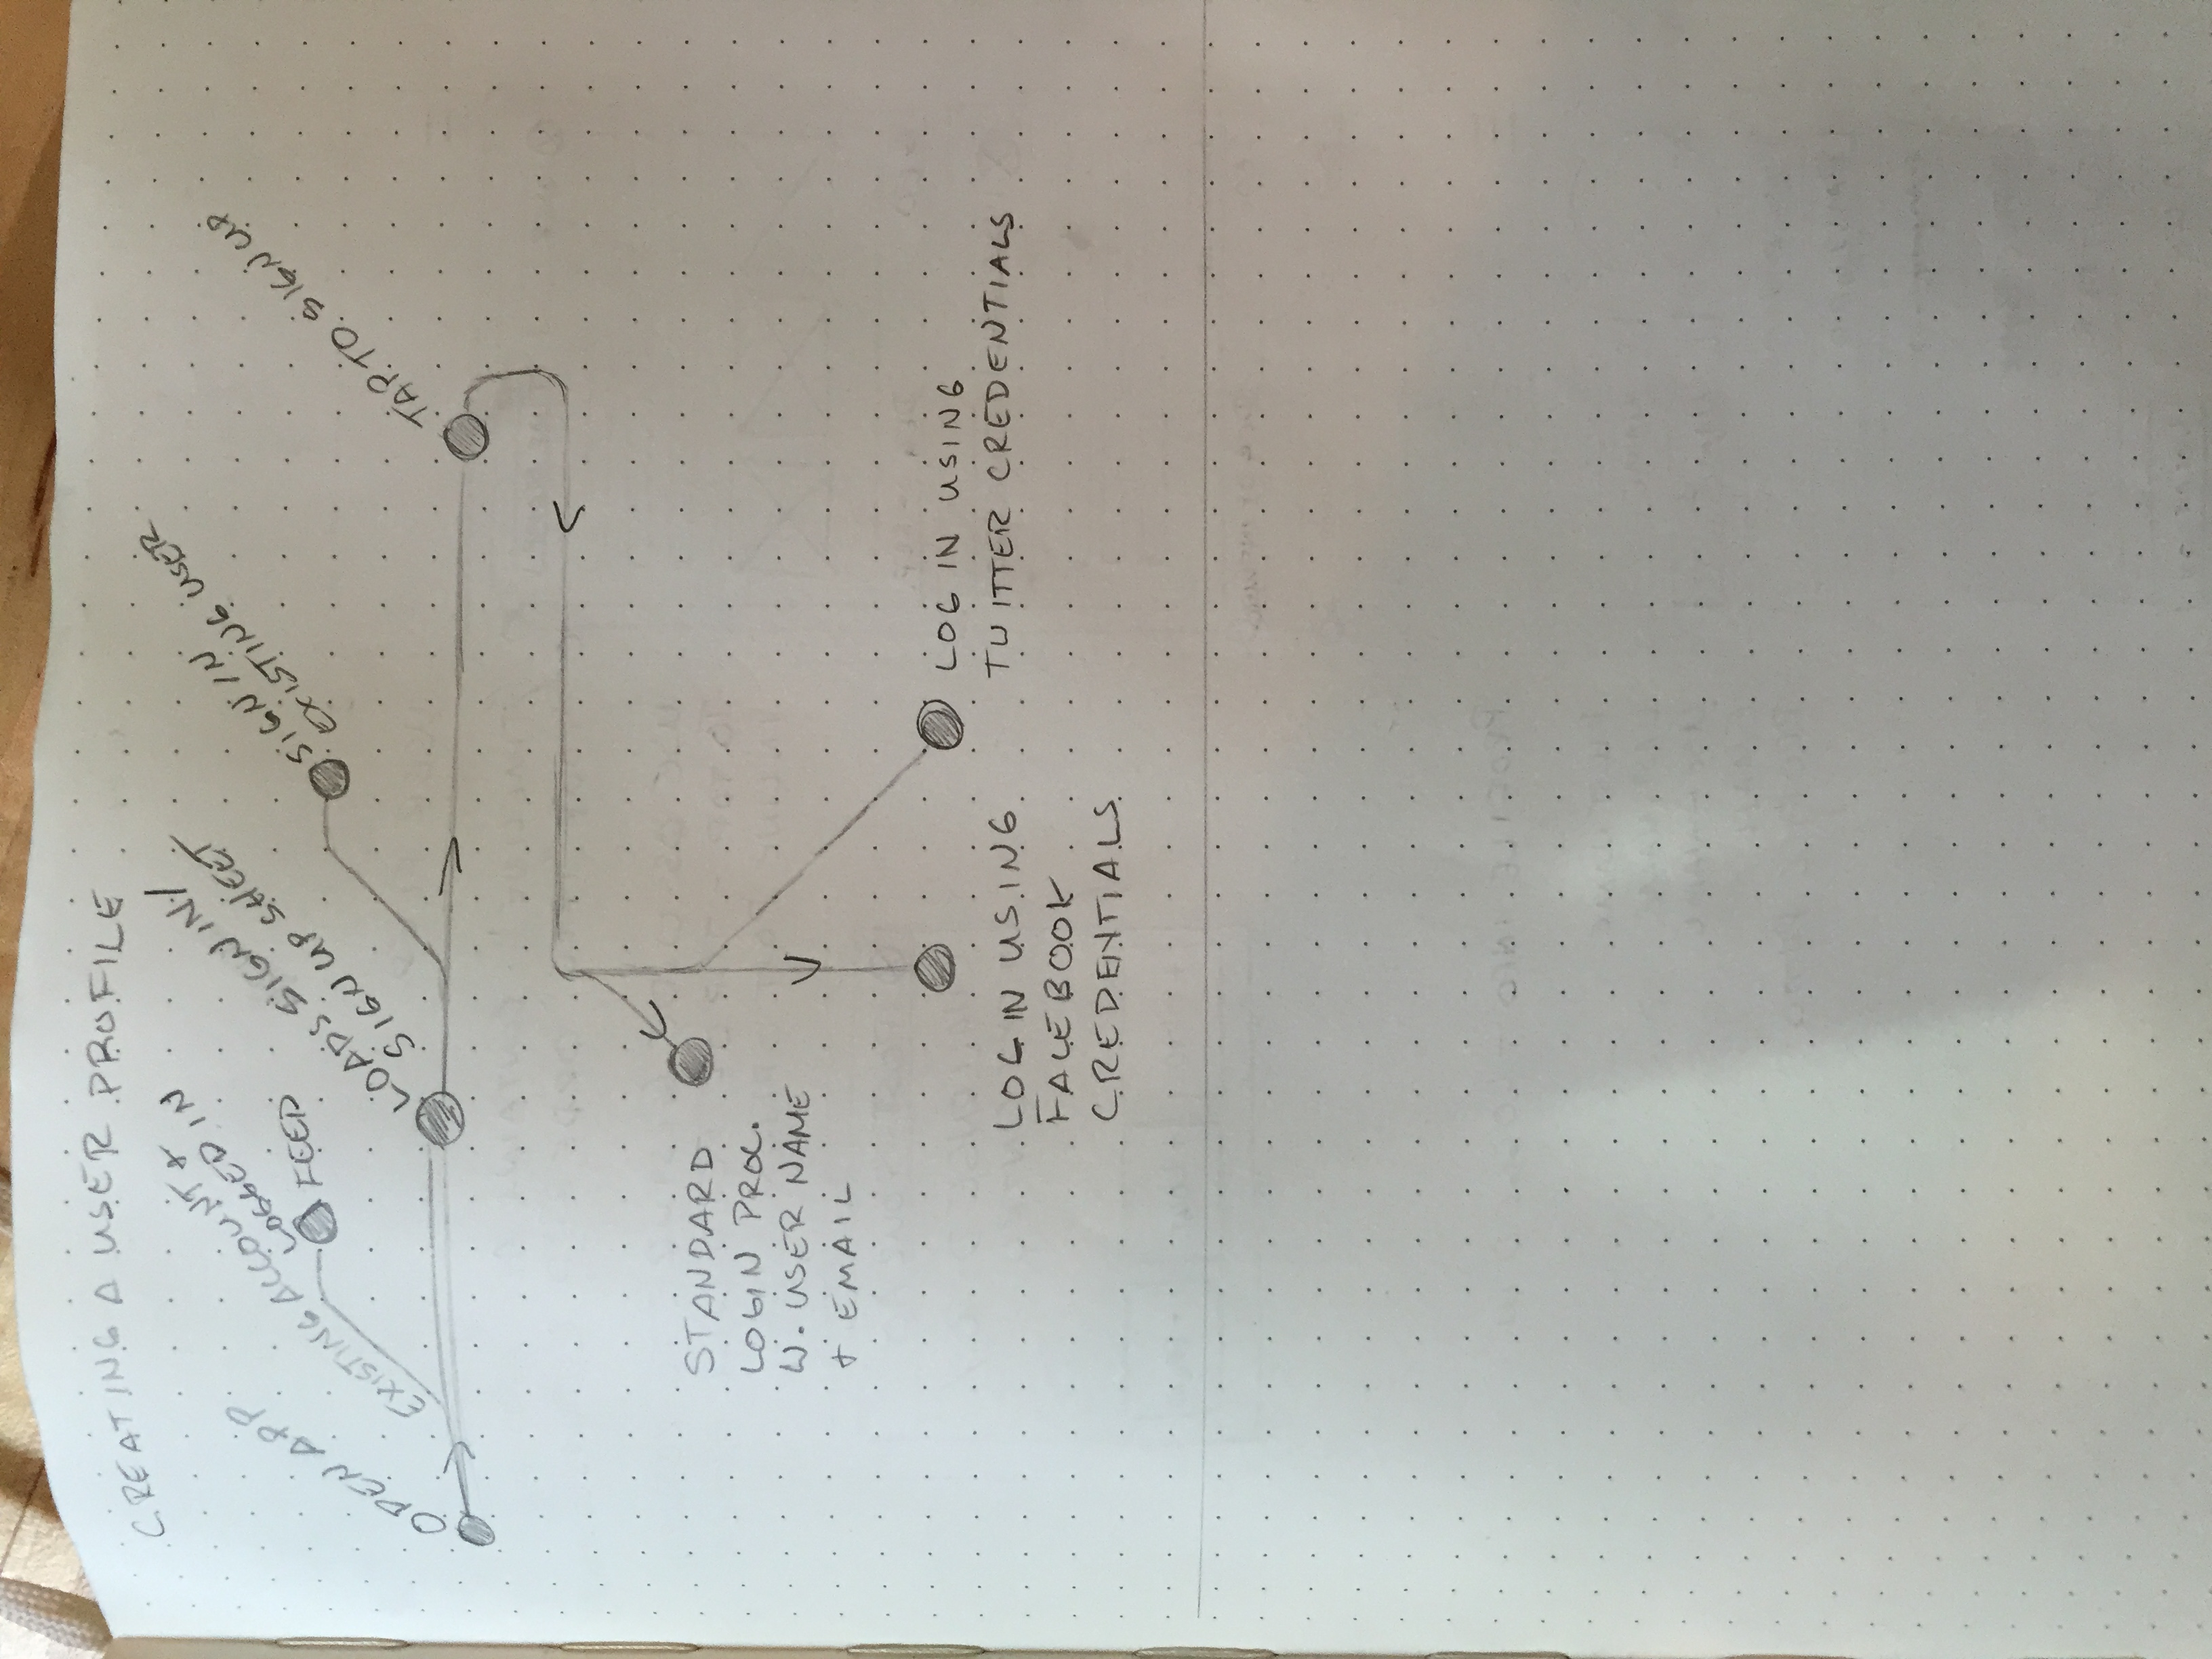 CREATING A USER PROFILE
OPEN APP
EXISTING ACCOUNT +
LOGGED IN
FEED
LOADS SIGN IN/
SIGN UP SHEET
SIGN IN
EXISTING USER
TAP TO SIGN UP
STANDARD
LOGIN PROC.
W. USER NAME
+ EMAIL
LOG IN USING
FACEBOOK
CREDENTIALS
LOG IN USING
TWITTER CREDENTIALS